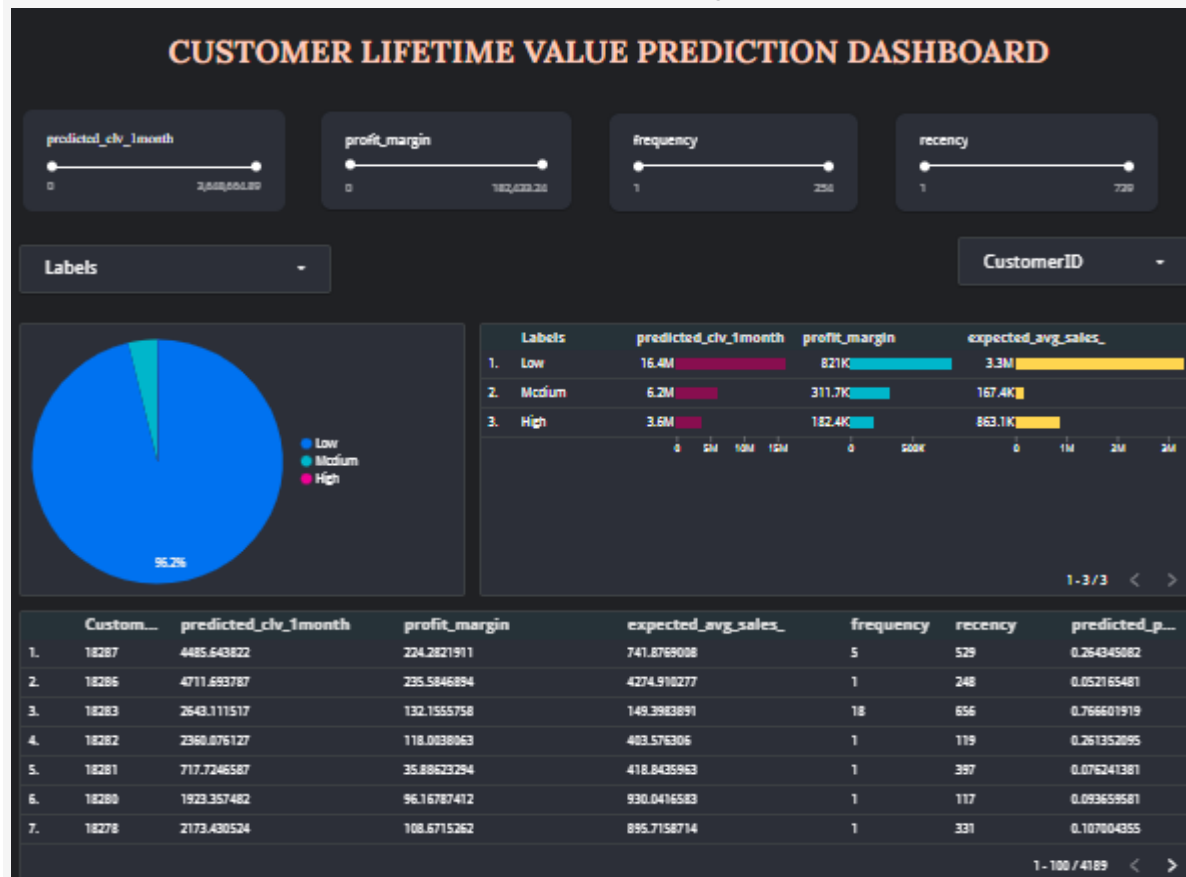 CUSTOMER LIFETIME VALUE PREDICTION DASHBOARD
predicted_clv_1month profit_margin frequency recency
0 0 1 254 1 729
Labels CustomerID
Labels predicted_clv_1month profit_margin expected_avg_sales_
1. Low 16.4M 821K 3.3M
2. Medium 6.2M 311.7K 167.4K
3. High 3.6M 182.4K 863.1K
0 5M 10M 15M 0 500K 0 1M 2M 3M
Low
Medium
High
96.2%
1-3/3 < >
Custom... predicted_clv_1month profit_margin expected_avg_sales_ frequency recency predicted_p...
1. 18287 4485.643822 224.2821911 741.8769008 5 529 0.264345082
2. 18286 4711.693787 235.5846894 4274.910277 1 248 0.052165481
3. 18283 2643.111517 132.1555758 149.3983891 18 656 0.766601919
4. 18282 2360.076127 118.0038063 403.576306 1 119 0.261352095
5. 18281 717.7246587 35.88623294 418.8435963 1 397 0.076241381
6. 18280 1923.357482 96.16787412 930.0416583 1 117 0.093659581
7. 18278 2173.430524 108.6715262 895.7158714 1 331 0.107004355
1-100/4189 < >